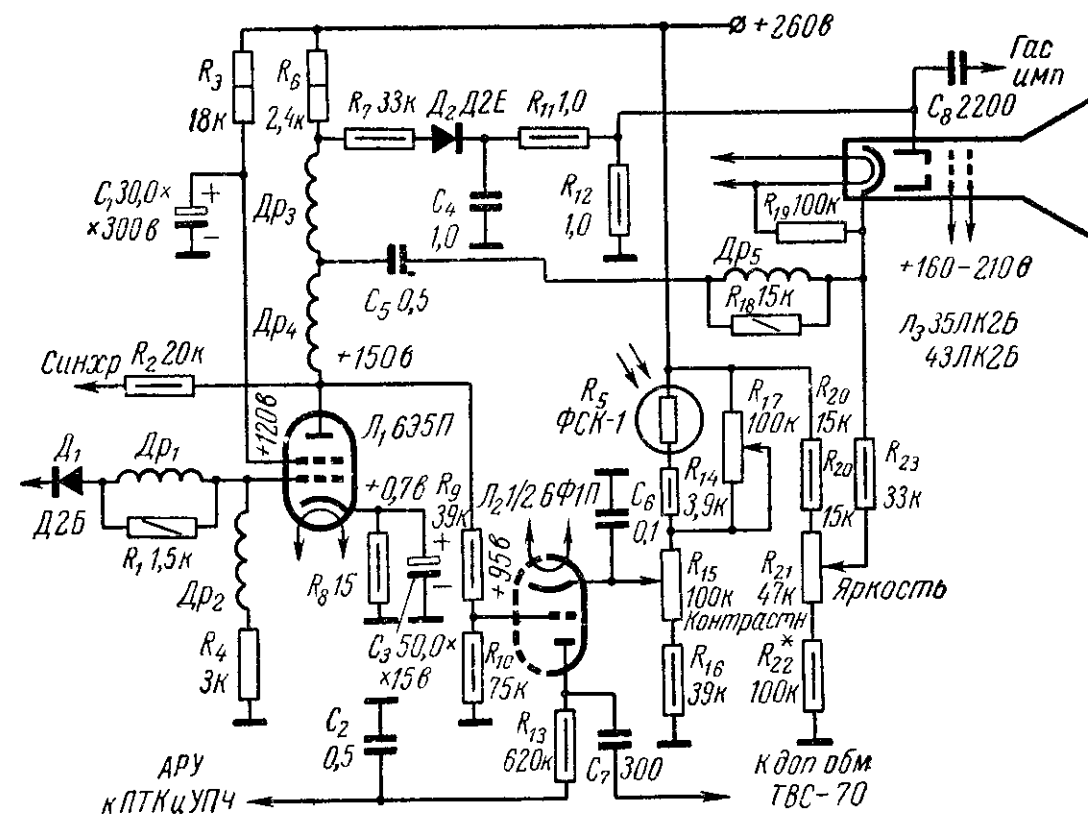 +260в
Гас
имп
C₈ 2200
R₃
18к
R₆
2,4к
R₇ 33к
Д₂ Д2Е
R₁₁ 1,0
C₁ 30,0×
×300в
+
−
Др₃
C₄
1,0
R₁₂
1,0
R₁₉ 100к
Др₅
R₁₈ 15к
+160-210в
C₅ 0,5
Др₄
Л₃ 35ЛК2Б
43ЛК2Б
Синхр
R₂ 20к
+150в
+120в
Л₁ 6Э5П
R₅
ФСК-1
R₁₇
100к
R₂₀
15к
Д₁
Д2Б
Др₁
R₁ 1,5к
+0,7в
R₉
39к
Л₂ 1/2 6Ф1П
C₆
0,1
R₁₄
3,9к
R₂₀
15к
R₂₃
33к
Др₂
R₈ 15
+
−
+95в
R₁₅
100к
Контрастн
R₂₁
47к
Яркость
R₄
3к
C₃ 50,0×
×15в
R₁₀
75к
R₁₆
39к
R₂₂*
100к
C₂
0,5
R₁₃
620к
C₇ 300
АРУ
к ПТК и УПЧ
к доп обм
ТВС-70